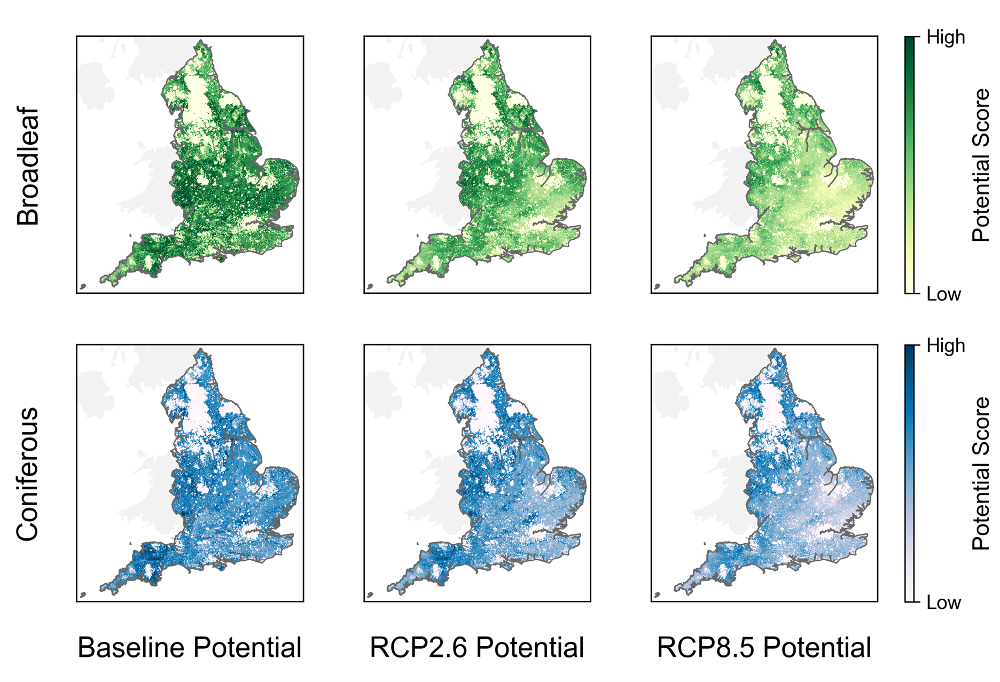 Broadleaf
High
Low
Potential Score
Coniferous
High
Low
Potential Score
Baseline Potential
RCP2.6 Potential
RCP8.5 Potential